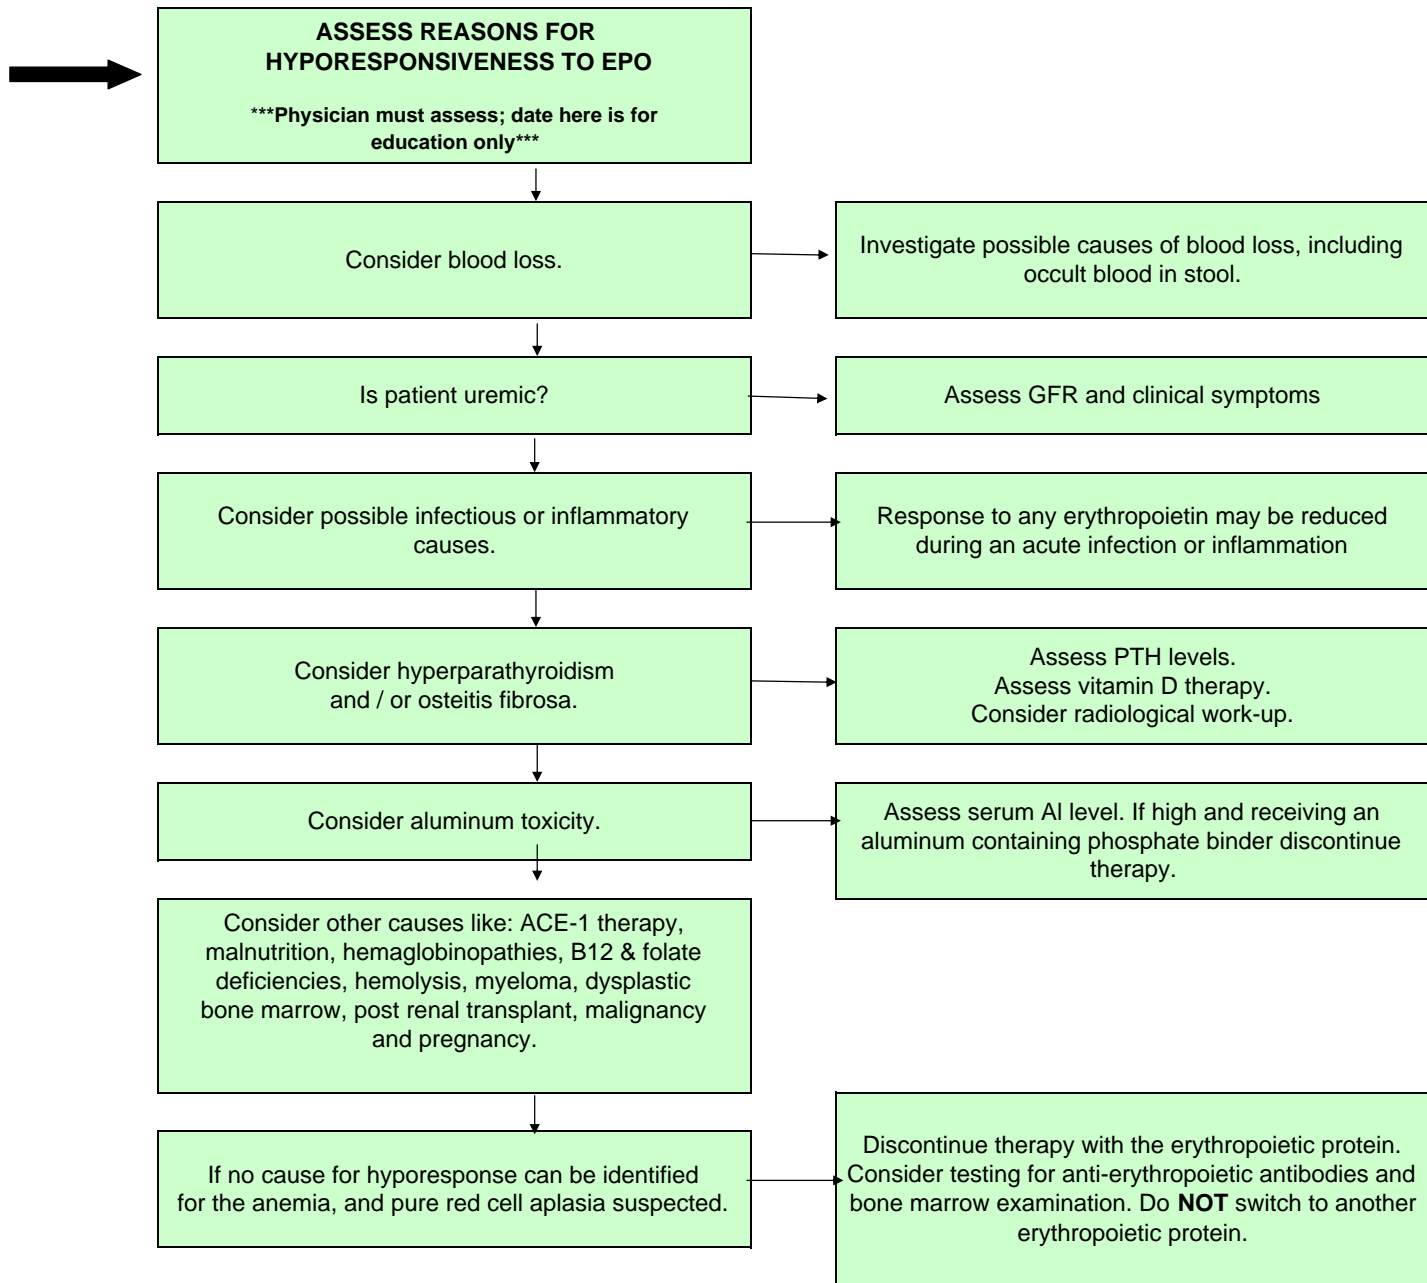 ASSESS REASONS FOR
HYPORESPONSIVENESS TO EPO
***Physician must assess; date here is for
education only***
Consider blood loss.
Investigate possible causes of blood loss, including
occult blood in stool.
Is patient uremic?
Assess GFR and clinical symptoms
Consider possible infectious or inflammatory
causes.
Response to any erythropoietin may be reduced
during an acute infection or inflammation
Consider hyperparathyroidism
and / or osteitis fibrosa.
Assess PTH levels.
Assess vitamin D therapy.
Consider radiological work-up.
Consider aluminum toxicity.
Assess serum Al level. If high and receiving an
aluminum containing phosphate binder discontinue
therapy.
Consider other causes like: ACE-1 therapy,
malnutrition, hemaglobinopathies, B12 & folate
deficiencies, hemolysis, myeloma, dysplastic
bone marrow, post renal transplant, malignancy
and pregnancy.
If no cause for hyporesponse can be identified
for the anemia, and pure red cell aplasia suspected.
Discontinue therapy with the erythropoietic protein.
Consider testing for anti-erythropoietic antibodies and
bone marrow examination. Do NOT switch to another
erythropoietic protein.